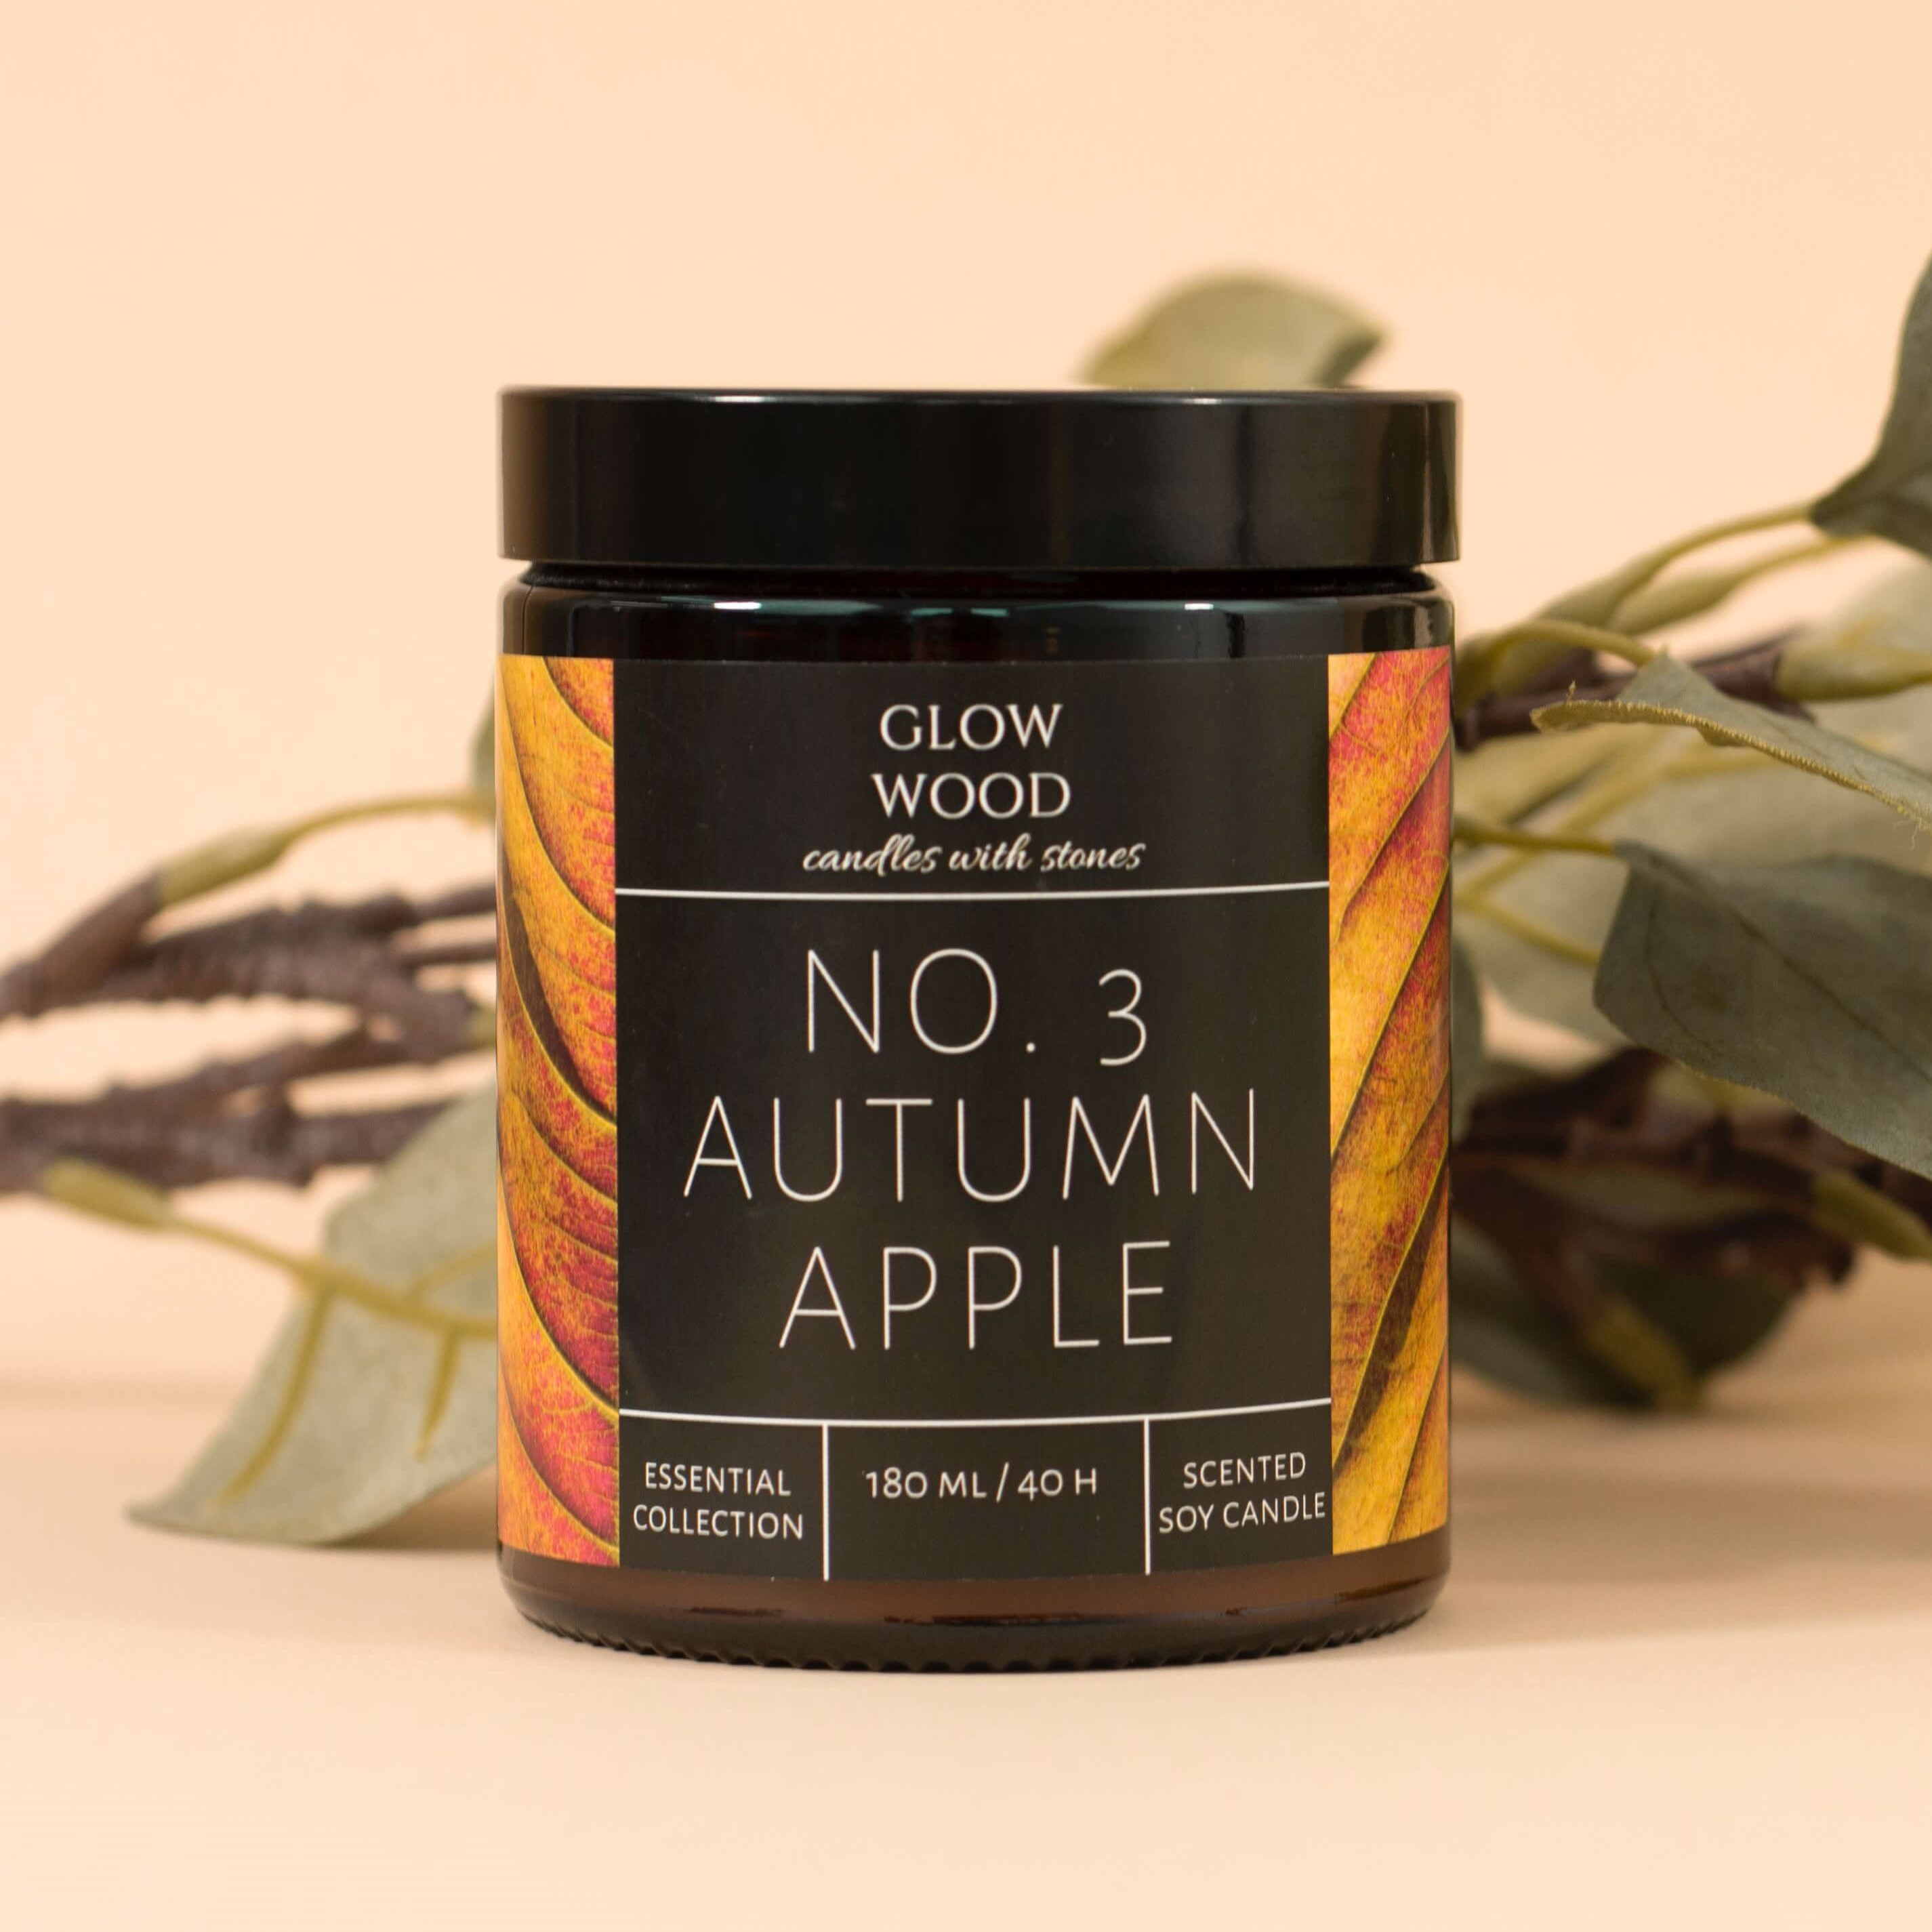 GLOW
WOOD
candles with stones
NO. 3
AUTUMN
APPLE
ESSENTIAL
COLLECTION
180 ML / 40 H
SCENTED
SOY CANDLE